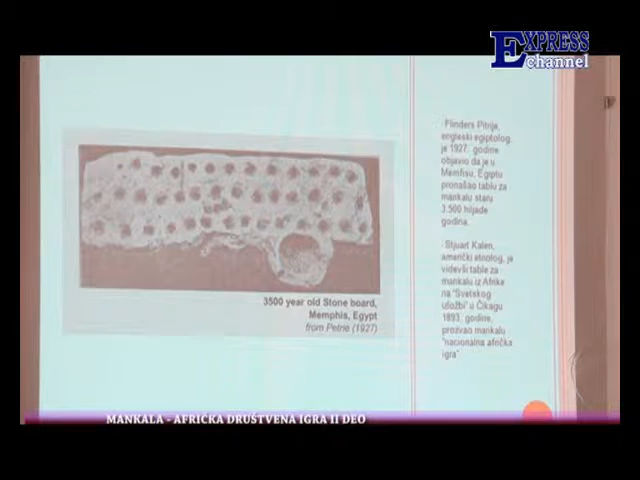 EXPRESS
channel
- Flinders Pitrije,
engleski egiptolog
je 1927. godine
objavio da je u
Memfisu, Egiptu
pronašao tablu za
mankalu staru
3.500 hiljade
godina.
- Stjuart Kalen,
američki etnolog, je
videvši table za
mankalu iz Afrike
na "Svetskog
izložbi" u Čikagu
1893. godine,
prozvao mankalu
"nacionalna afrička
igra"
3500 year old Stone board,
Memphis, Egypt
from Petrie (1927)
MANKALA - AFRIČKA DRUŠTVENA IGRA II DEO